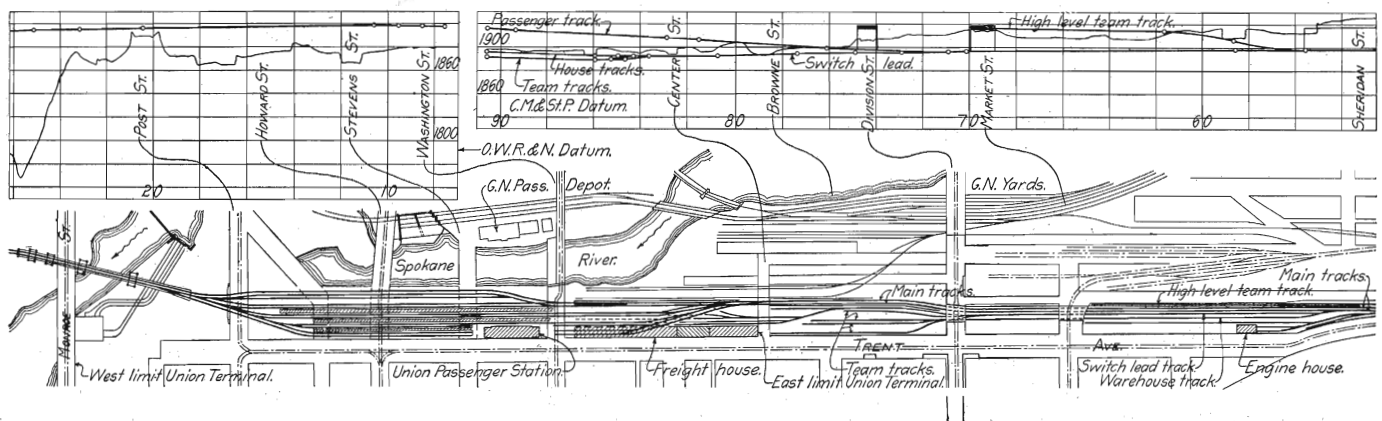 Passenger track.
1900
1860
House tracks.
Team tracks.
C.M.&St.P. Datum.
90
CENTER ST.
80
BROWNE ST.
Switch lead.
DIVISION ST.
70
MARKET ST.
High level team track.
60
SHERIDAN ST.
POST ST.
HOWARD ST.
STEVENS ST.
WASHINGTON ST.
1860
1800
20
10
O.W.R.&N. Datum.
G.N. Pass. Depot.
G.N. Yards.
MONROE ST.
Spokane River.
Main tracks.
Main tracks.
High level team track.
TRENT AVE.
West limit Union Terminal.
Union Passenger Station.
Freight house.
East limit Union Terminal.
Team tracks.
Switch lead track.
Warehouse track
Engine house.